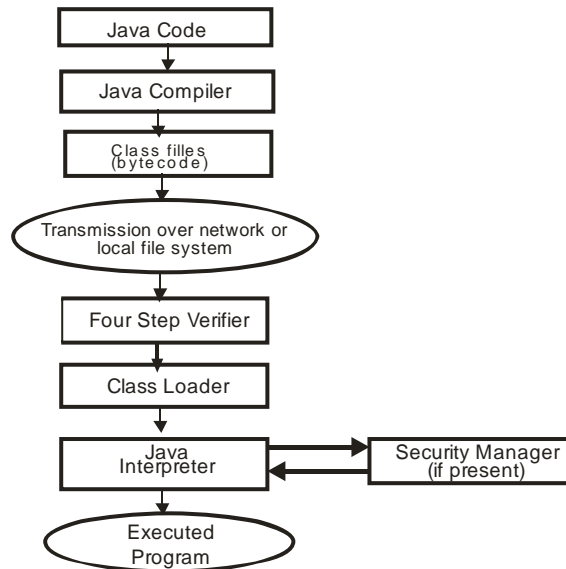 Java Code
Java Compiler
Class filles
(bytecode)
Transmission over network or
local file system
Four Step Verifier
Class Loader
Java
Interpreter
Security Manager
(if present)
Executed
Program